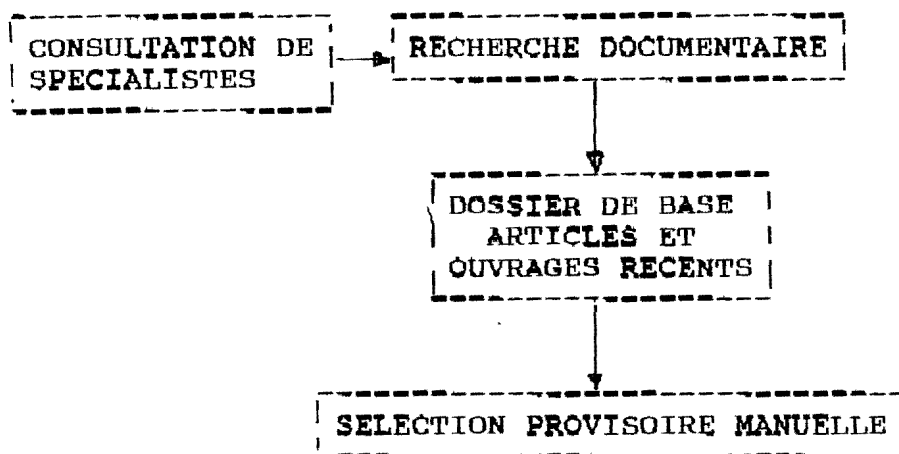 CONSULTATION DE
SPECIALISTES
RECHERCHE DOCUMENTAIRE
DOSSIER DE BASE
ARTICLES ET
OUVRAGES RECENTS
SELECTION PROVISOIRE MANUELLE